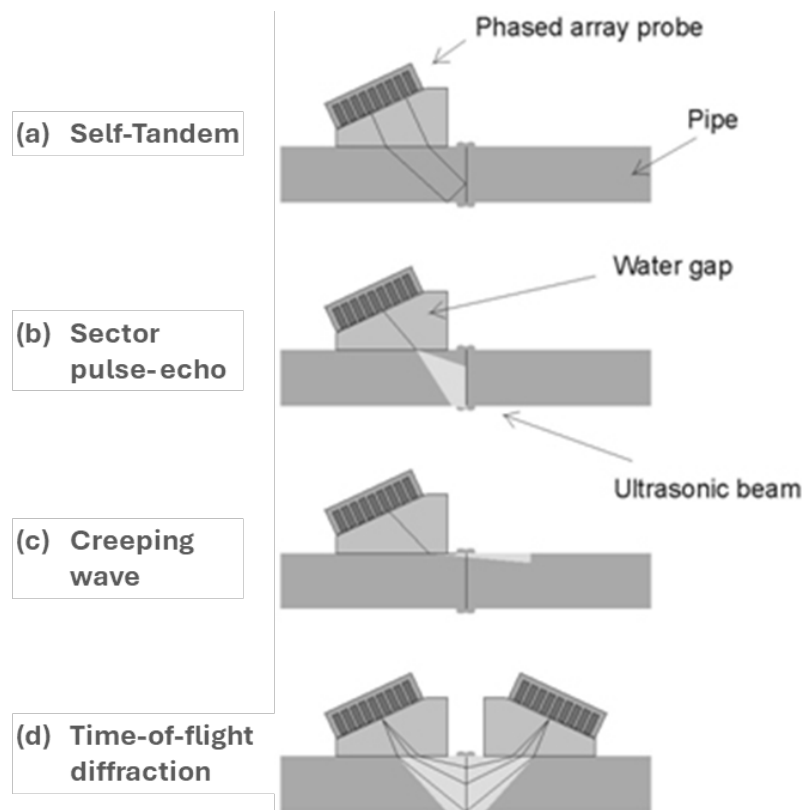 Phased array probe
(a) Self-Tandem
Pipe
Water gap
(b) Sector
pulse-echo
Ultrasonic beam
(c) Creeping
wave
(d) Time-of-flight
diffraction